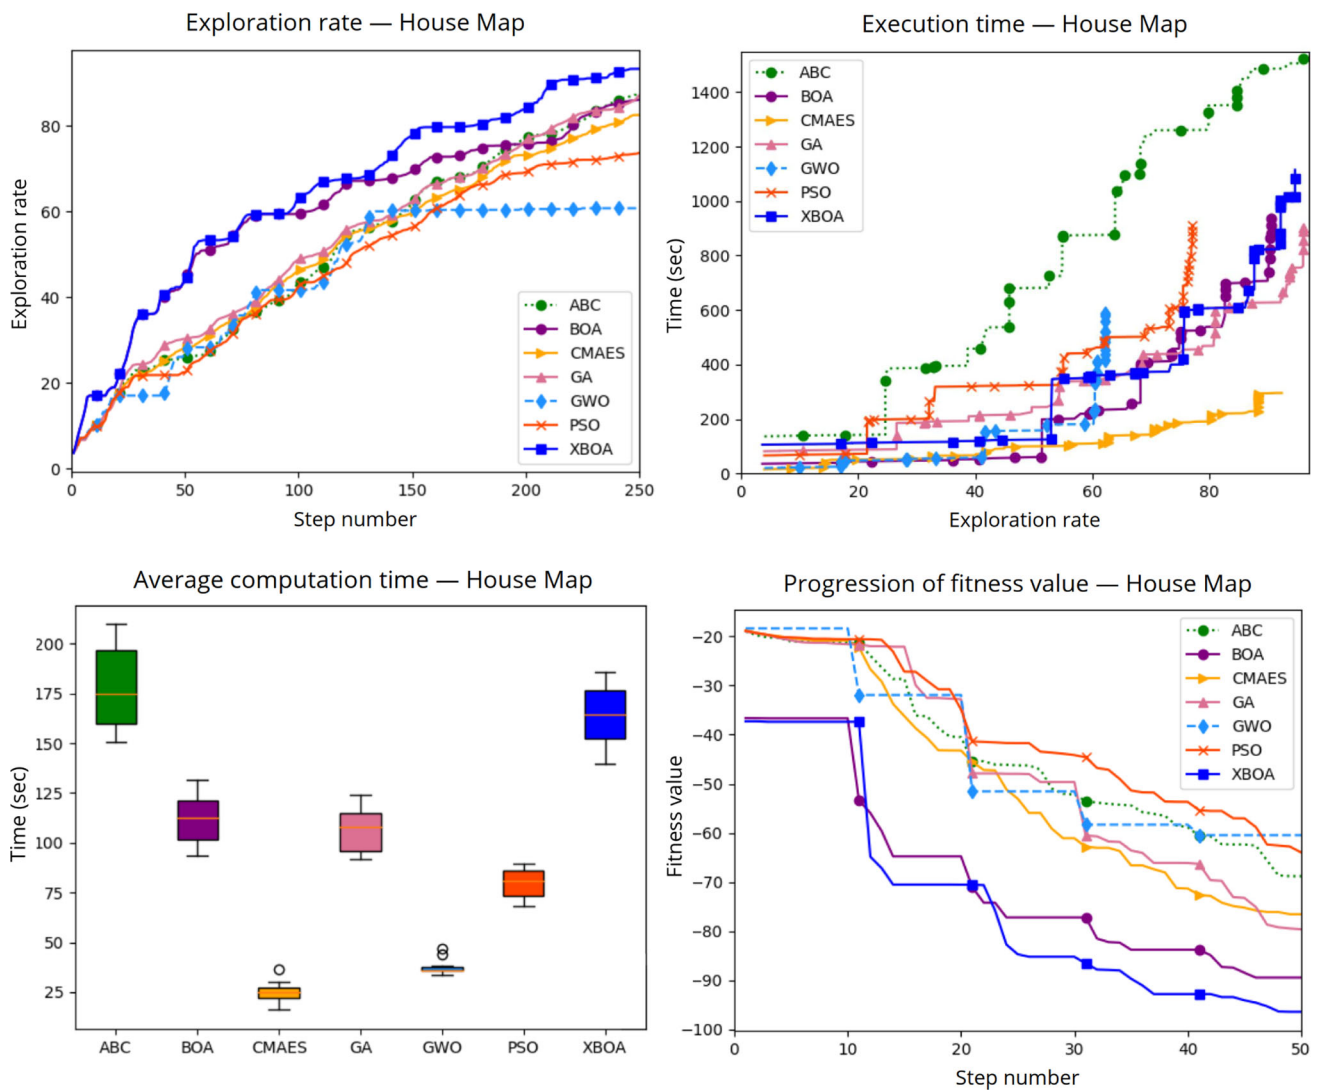 Exploration rate — House Map
Exploration rate
80
60
40
20
0
0 50 100 150 200 250
Step number
ABC
BOA
CMAES
GA
GWO
PSO
XBOA
Execution time — House Map
Time (sec)
1400
1200
1000
800
600
400
200
0
0 20 40 60 80
Exploration rate
ABC
BOA
CMAES
GA
GWO
PSO
XBOA
Average computation time — House Map
Time (sec)
200
175
150
125
100
75
50
25
ABC BOA CMAES GA GWO PSO XBOA
Progression of fitness value — House Map
Fitness value
−20
−30
−40
−50
−60
−70
−80
−90
−100
0 10 20 30 40 50
Step number
ABC
BOA
CMAES
GA
GWO
PSO
XBOA